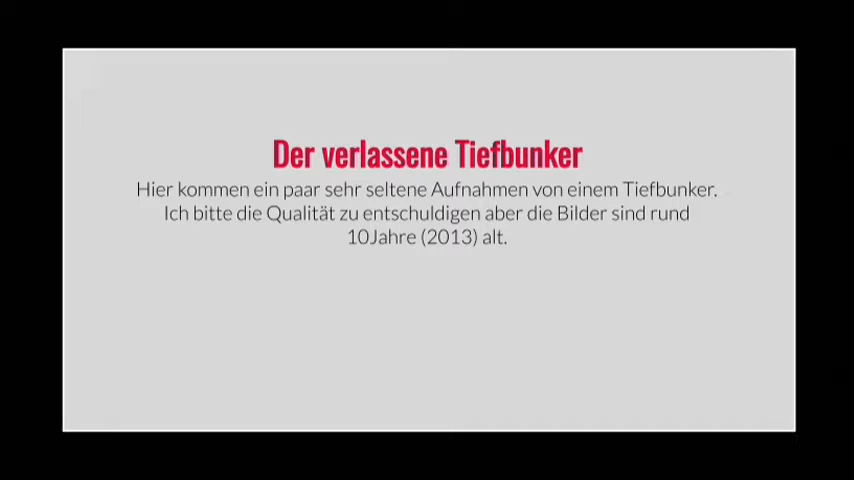 Der verlassene Tiefbunker
Hier kommen ein paar sehr seltene Aufnahmen von einem Tiefbunker.
Ich bitte die Qualität zu entschuldigen aber die Bilder sind rund
10Jahre (2013) alt.